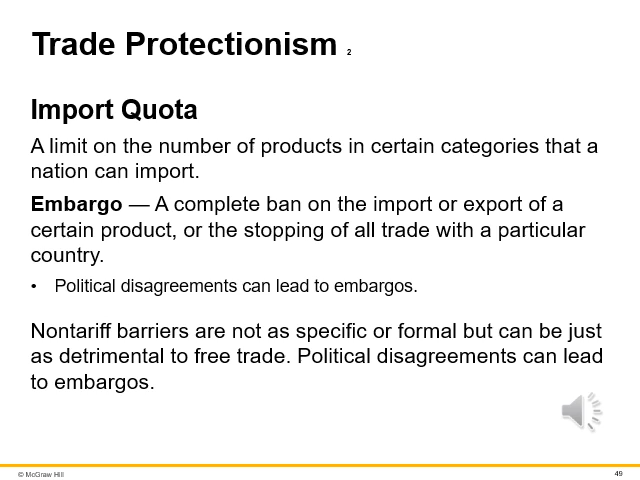 Trade Protectionism 2
Import Quota
A limit on the number of products in certain categories that a
nation can import.
Embargo — A complete ban on the import or export of a
certain product, or the stopping of all trade with a particular
country.
• Political disagreements can lead to embargos.
Nontariff barriers are not as specific or formal but can be just
as detrimental to free trade. Political disagreements can lead
to embargos.
© McGraw Hill
49